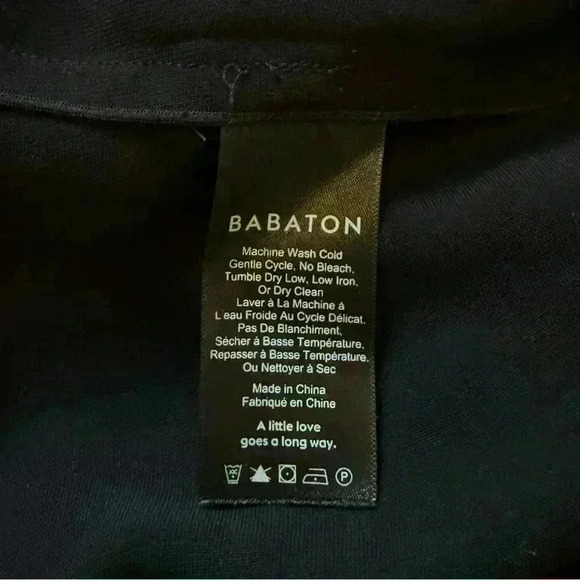 BABATON
Machine Wash Cold
Gentle Cycle, No Bleach,
Tumble Dry Low, Low Iron,
Or Dry Clean
Laver à La Machine à
L'eau Froide Au Cycle Délicat,
Pas De Blanchiment,
Sécher à Basse Température,
Repasser à Basse Température,
Ou Nettoyer à Sec
Made in China
Fabriqué en Chine
A little love
goes a long way.
P